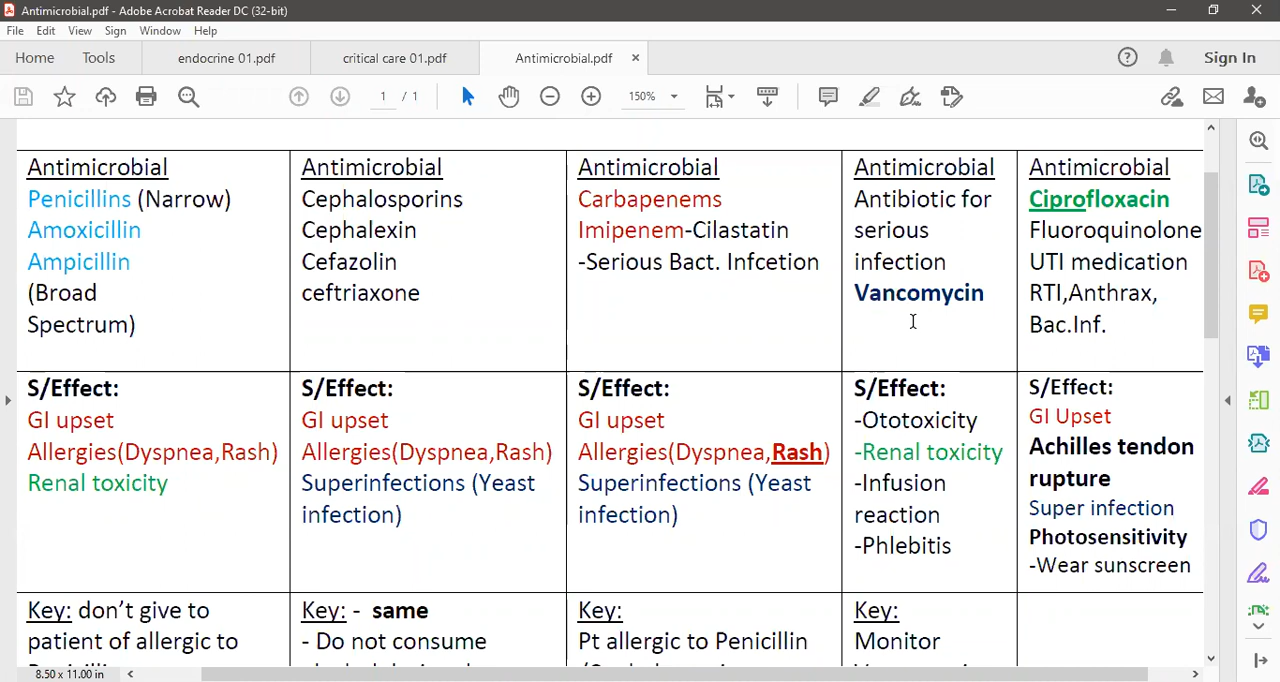 Antimicrobial.pdf - Adobe Acrobat Reader DC (32-bit)
File Edit View Sign Window Help
Home Tools endocrine 01.pdf critical care 01.pdf Antimicrobial.pdf × Sign In
1 / 1 150%
Antimicrobial
Penicillins (Narrow)
Amoxicillin
Ampicillin
(Broad
Spectrum)
Antimicrobial
Cephalosporins
Cephalexin
Cefazolin
ceftriaxone
Antimicrobial
Carbapenems
Imipenem-Cilastatin
-Serious Bact. Infcetion
Antimicrobial
Antibiotic for
serious
infection
Vancomycin
Antimicrobial
Ciprofloxacin
Fluoroquinolone
UTI medication
RTI,Anthrax,
Bac.Inf.
S/Effect:
GI upset
Allergies(Dyspnea,Rash)
Renal toxicity
S/Effect:
GI upset
Allergies(Dyspnea,Rash)
Superinfections (Yeast
infection)
S/Effect:
GI upset
Allergies(Dyspnea,Rash)
Superinfections (Yeast
infection)
S/Effect:
-Ototoxicity
-Renal toxicity
-Infusion
reaction
-Phlebitis
S/Effect:
GI Upset
Achilles tendon
rupture
Super infection
Photosensitivity
-Wear sunscreen
Key: don't give to
patient of allergic to
Key: - same
- Do not consume
Key:
Pt allergic to Penicillin
Key:
Monitor
8.50 x 11.00 in